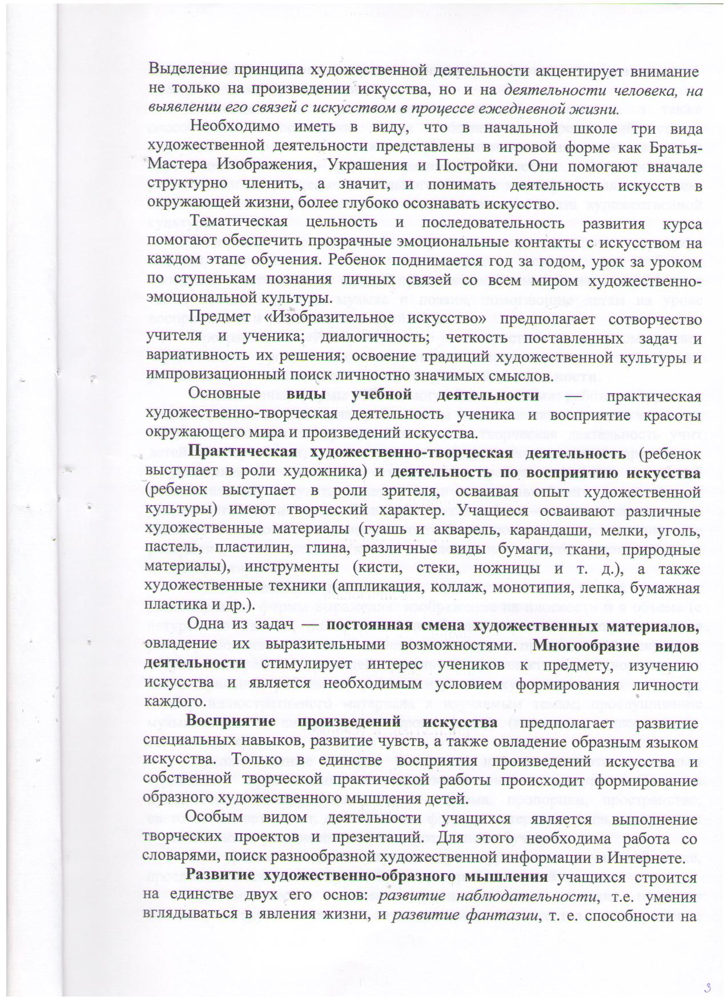 Выделение принципа художественной деятельности акцентирует внимание
не только на произведении искусства, но и на деятельности человека, на
выявлении его связей с искусством в процессе ежедневной жизни.
Необходимо иметь в виду, что в начальной школе три вида
художественной деятельности представлены в игровой форме как Братья-
Мастера Изображения, Украшения и Постройки. Они помогают вначале
структурно членить, а значит, и понимать деятельность искусств в
окружающей жизни, более глубоко осознавать искусство.
Тематическая цельность и последовательность развития курса
помогают обеспечить прозрачные эмоциональные контакты с искусством на
каждом этапе обучения. Ребенок поднимается год за годом, урок за уроком
по ступенькам познания личных связей со всем миром художественно-
эмоциональной культуры.
Предмет «Изобразительное искусство» предполагает сотворчество
учителя и ученика; диалогичность; четкость поставленных задач и
вариативность их решения; освоение традиций художественной культуры и
импровизационный поиск личностно значимых смыслов.
Основные виды учебной деятельности — практическая
художественно-творческая деятельность ученика и восприятие красоты
окружающего мира и произведений искусства.
Практическая художественно-творческая деятельность (ребенок
выступает в роли художника) и деятельность по восприятию искусства
(ребенок выступает в роли зрителя, осваивая опыт художественной
культуры) имеют творческий характер. Учащиеся осваивают различные
художественные материалы (гуашь и акварель, карандаши, мелки, уголь,
пастель, пластилин, глина, различные виды бумаги, ткани, природные
материалы), инструменты (кисти, стеки, ножницы и т. д.), а также
художественные техники (аппликация, коллаж, монотипия, лепка, бумажная
пластика и др.).
Одна из задач — постоянная смена художественных материалов,
овладение их выразительными возможностями. Многообразие видов
деятельности стимулирует интерес учеников к предмету, изучению
искусства и является необходимым условием формирования личности
каждого.
Восприятие произведений искусства предполагает развитие
специальных навыков, развитие чувств, а также овладение образным языком
искусства. Только в единстве восприятия произведений искусства и
собственной творческой практической работы происходит формирование
образного художественного мышления детей.
Особым видом деятельности учащихся является выполнение
творческих проектов и презентаций. Для этого необходима работа со
словарями, поиск разнообразной художественной информации в Интернете.
Развитие художественно-образного мышления учащихся строится
на единстве двух его основ: развитие наблюдательности, т.е. умения
вглядываться в явления жизни, и развитие фантазии, т. е. способности на
3